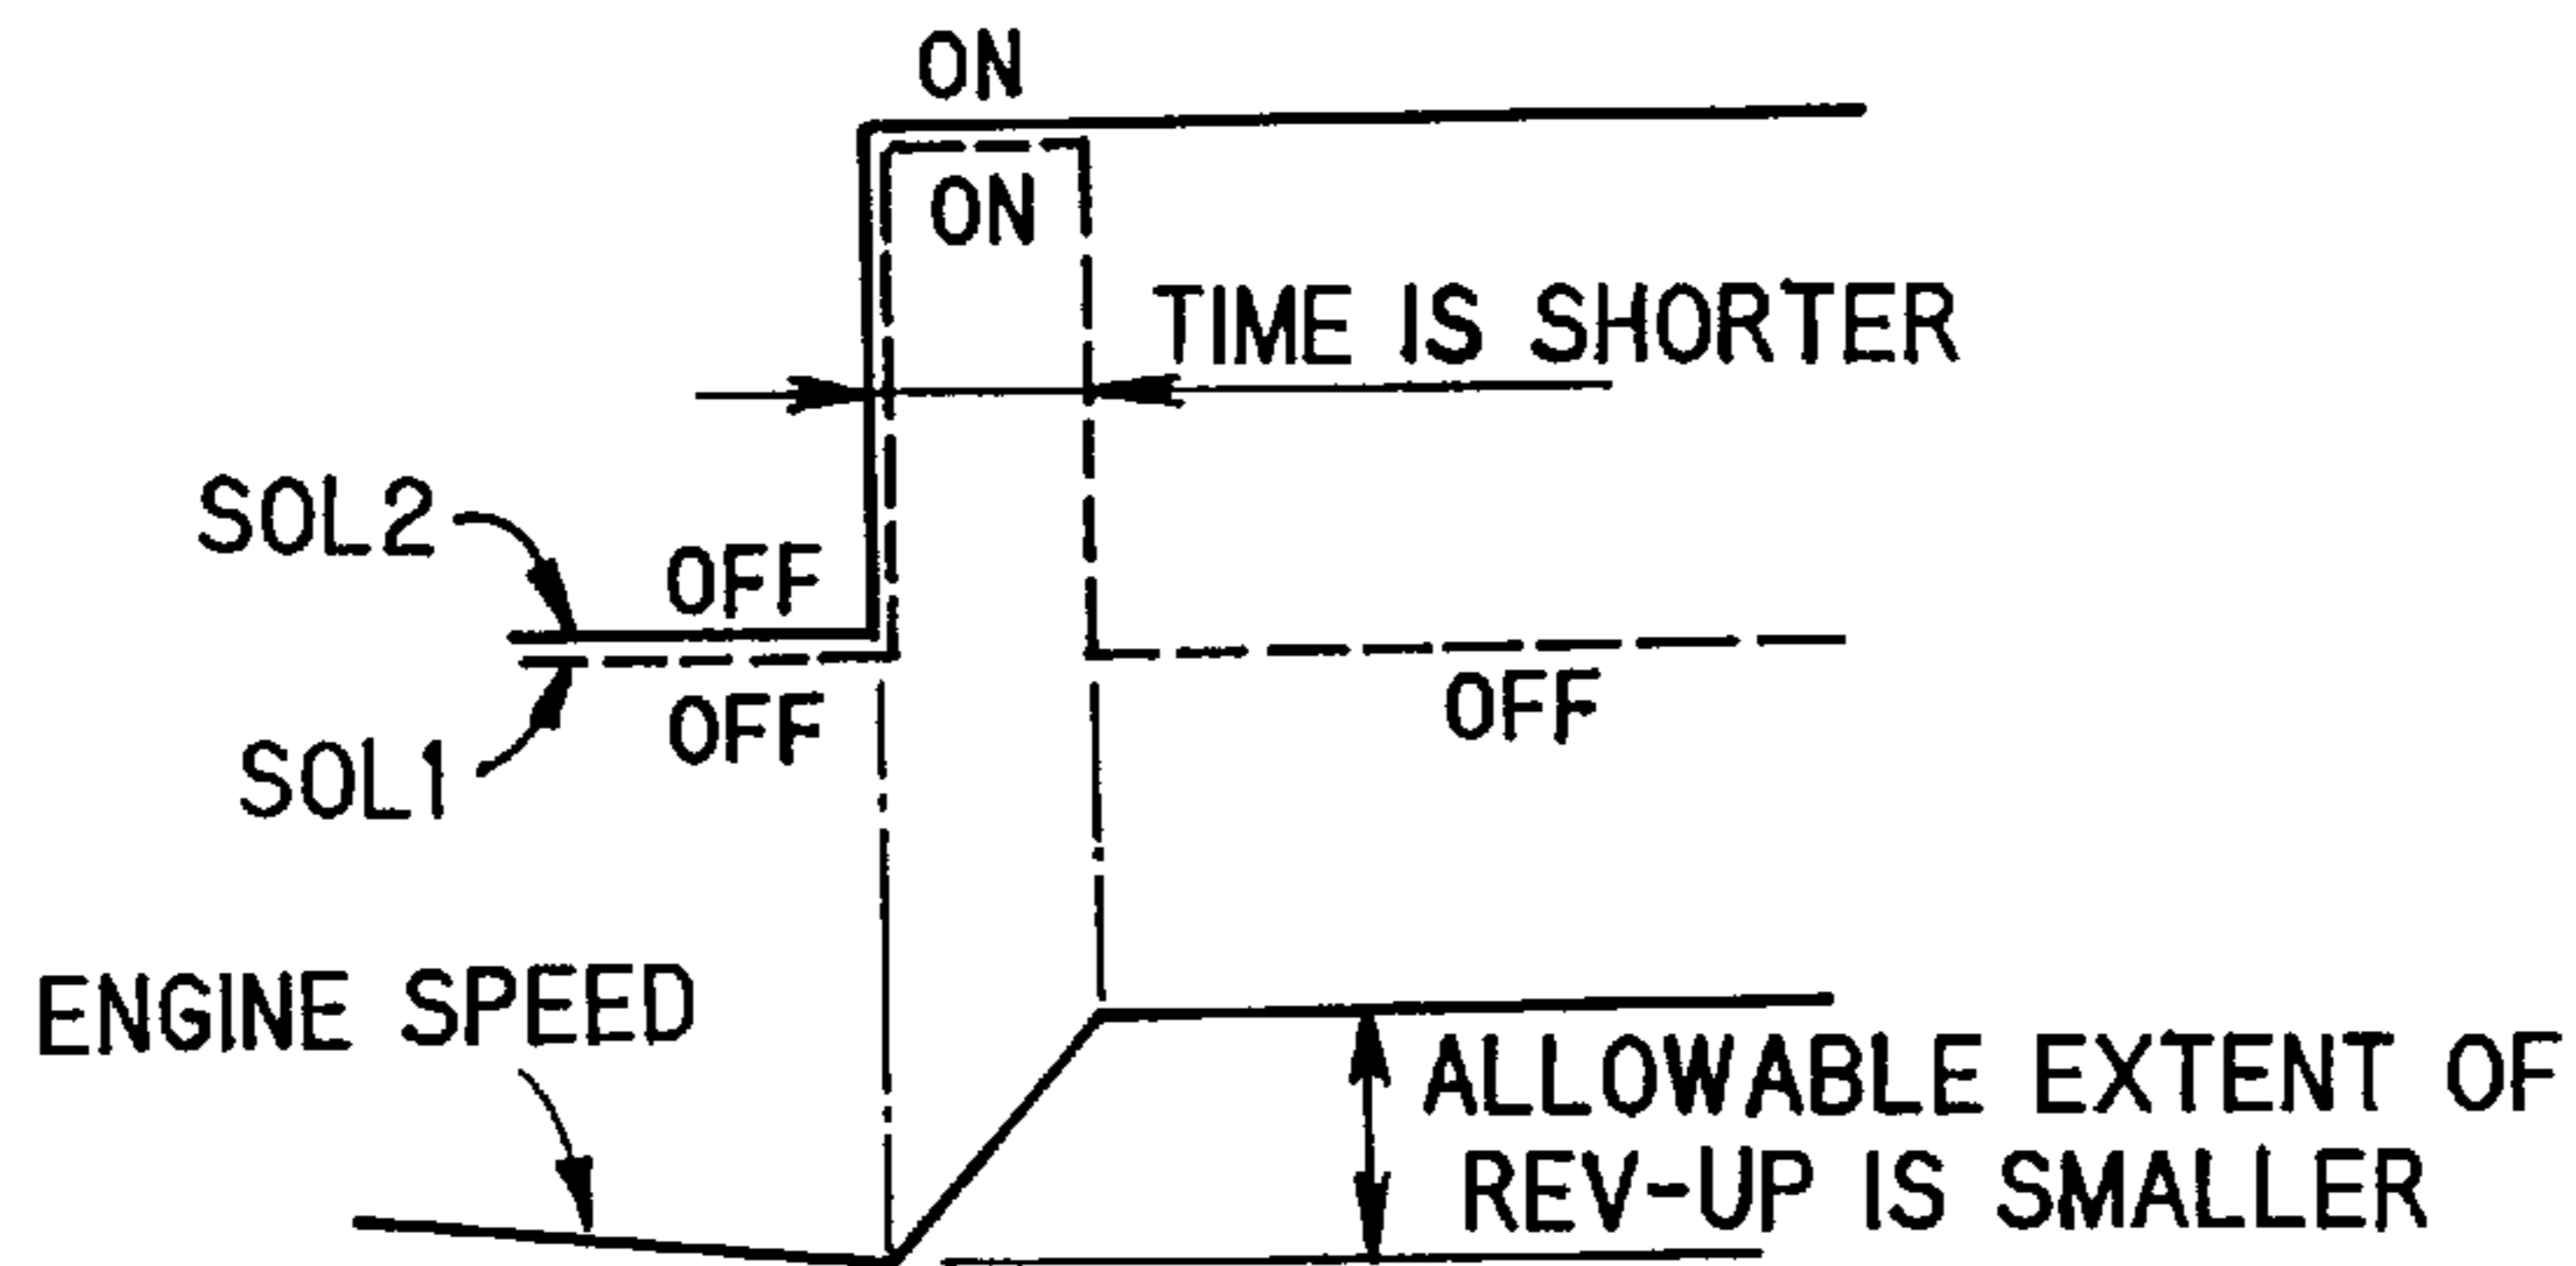 ON
ON
TIME IS SHORTER
SOL2
OFF
SOL1
OFF
OFF
ENGINE SPEED
ALLOWABLE EXTENT OF
REV-UP IS SMALLER